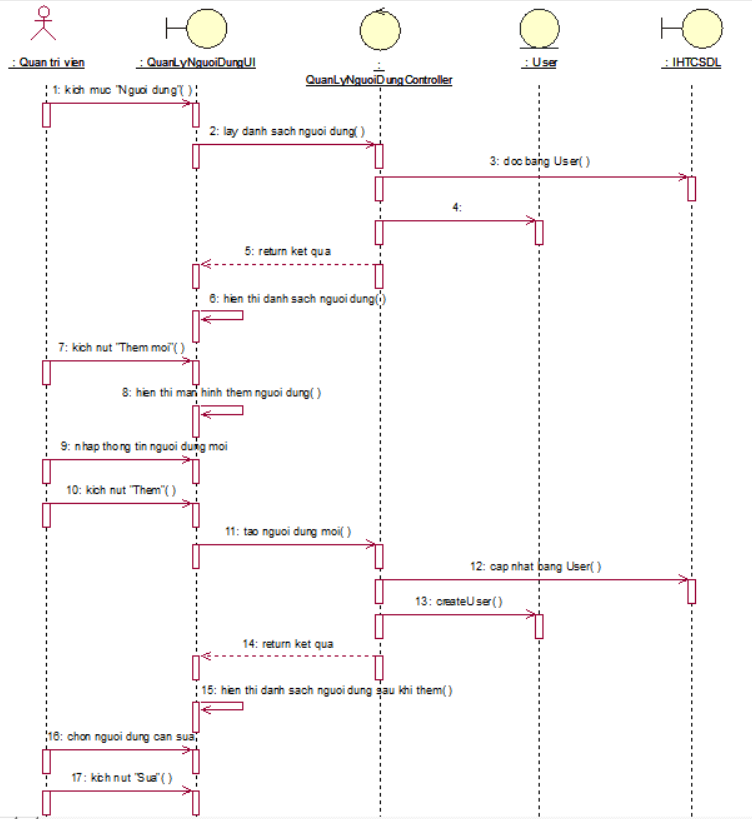 : Quan tri vien
: QuanLyNguoiDungUI
:
QuanLyNguoiDungController
: User
: IHTCSDL
1: kich muc "Nguoi dung"( )
2: lay danh sach nguoi dung( )
3: doc bang User( )
4:
5: return ket qua
6: hien thi danh sach nguoi dung( )
7: kich nut "Them moi"( )
8: hien thi man hinh them nguoi dung( )
9: nhap thong tin nguoi dung moi
10: kich nut "Them"( )
11: tao nguoi dung moi( )
12: cap nhat bang User( )
13: createUser( )
14: return ket qua
15: hien thi danh sach nguoi dung sau khi them( )
16: chon nguoi dung can sua
17: kich nut "Sua"( )